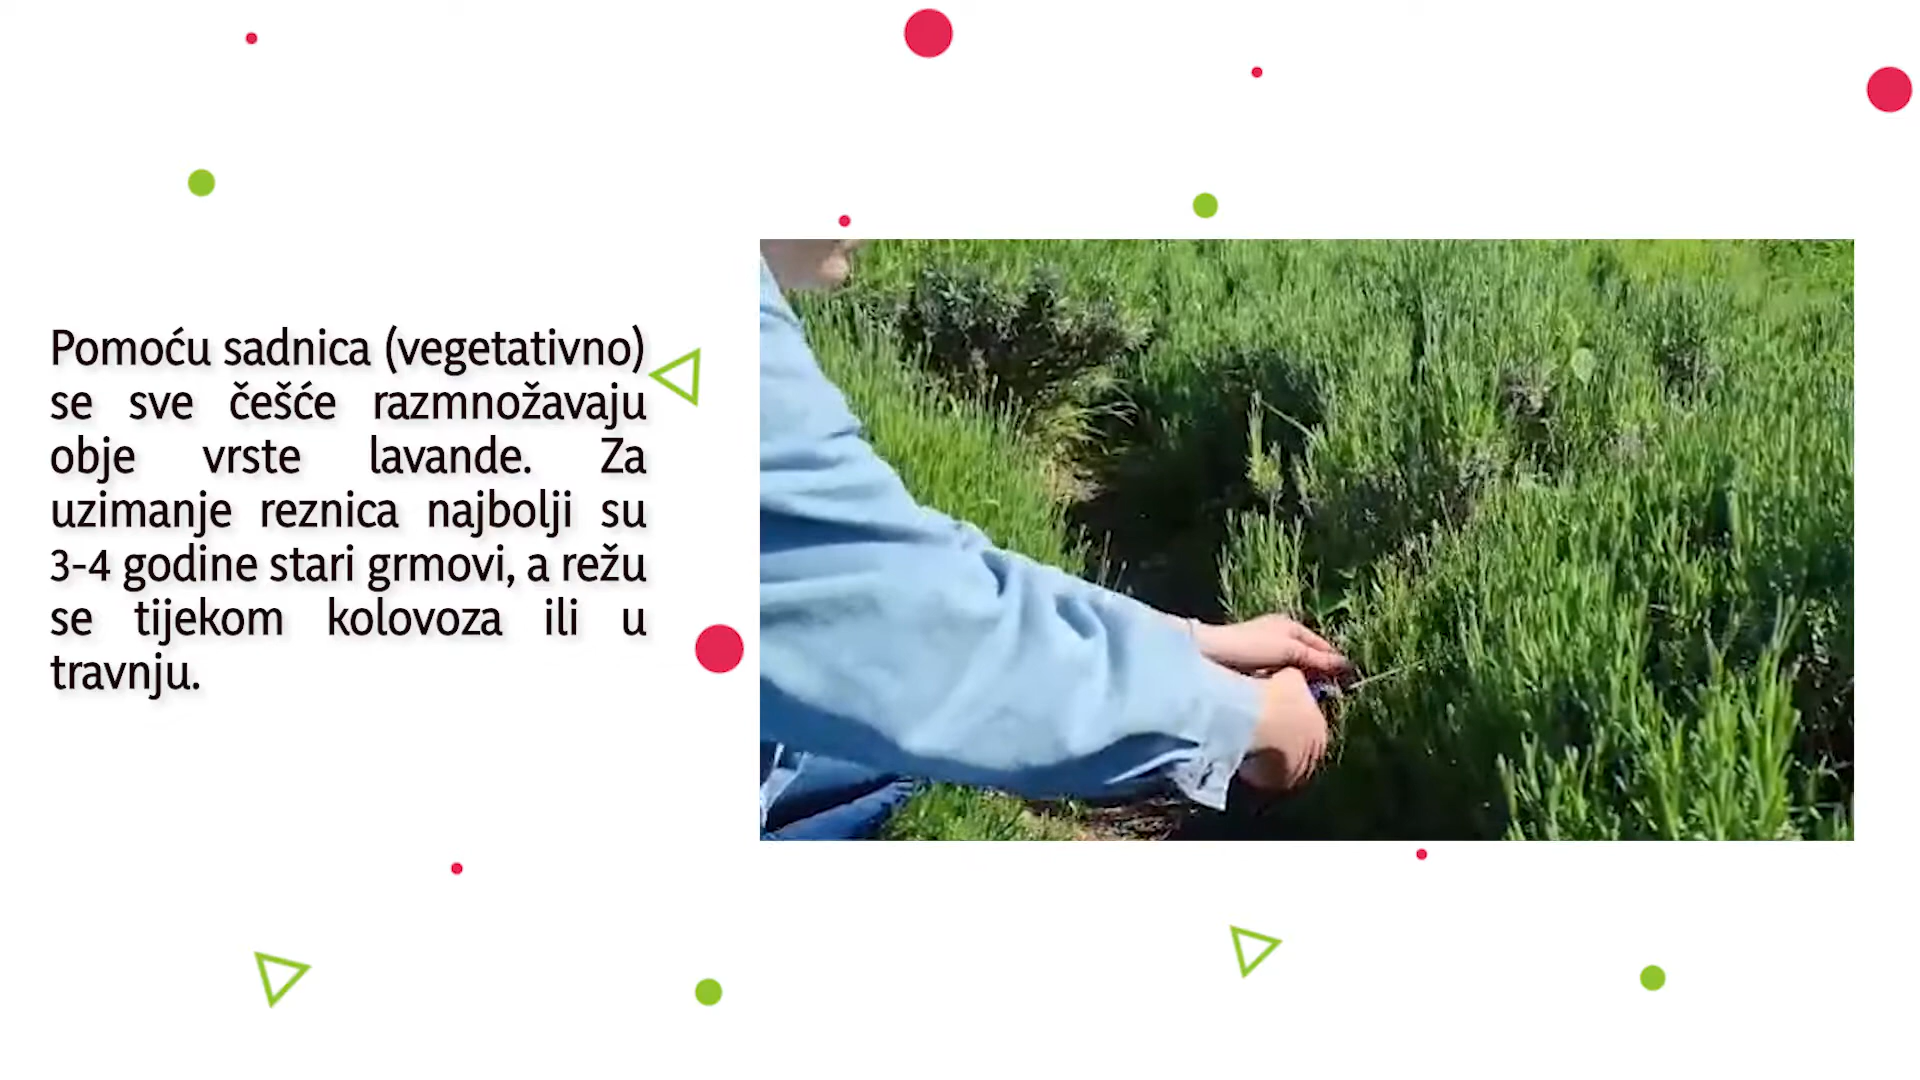 Pomoću sadnica (vegetativno)
se sve češće razmnožavaju
obje vrste lavande. Za
uzimanje reznica najbolji su
3-4 godine stari grmovi, a režu
se tijekom kolovoza ili u
travnju.